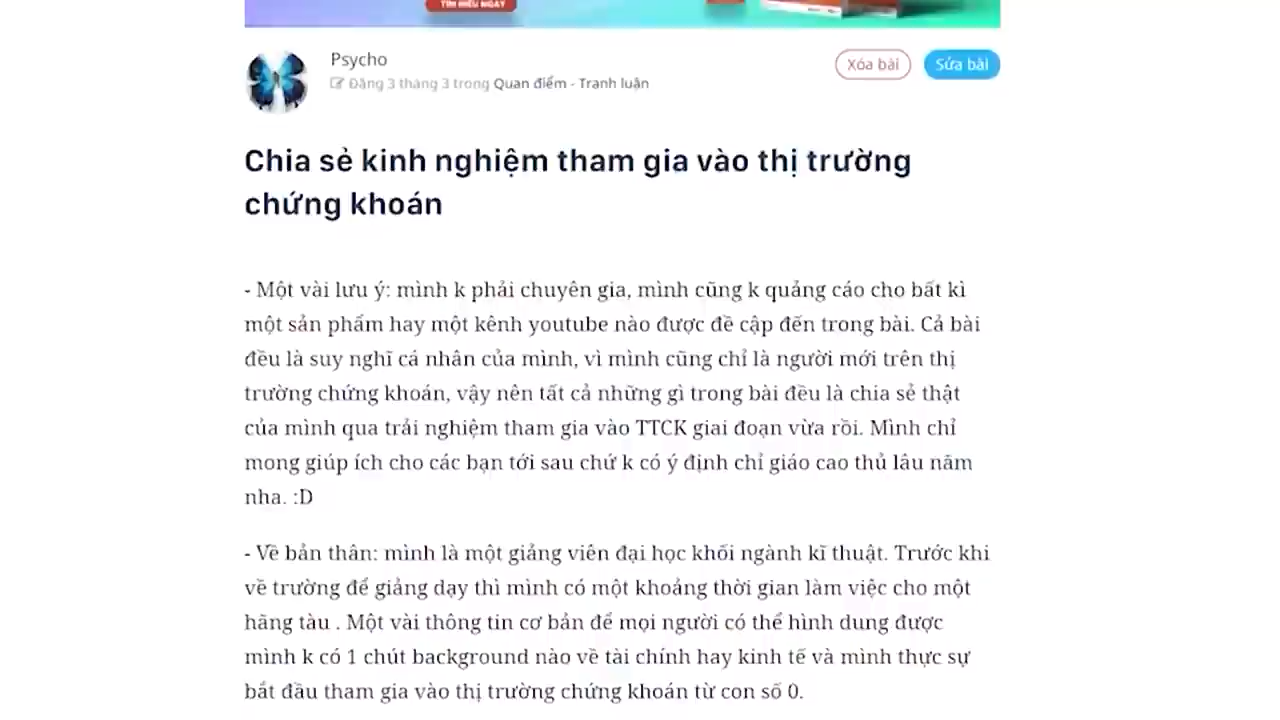 TÌM HIỂU NGAY
Psycho
Đăng 3 tháng 3 trong Quan điểm - Tranh luận
Xóa bài
Sửa bài
Chia sẻ kinh nghiệm tham gia vào thị trường
chứng khoán
- Một vài lưu ý: mình k phải chuyên gia, mình cũng k quảng cáo cho bất kì
một sản phẩm hay một kênh youtube nào được đề cập đến trong bài. Cả bài
đều là suy nghĩ cá nhân của mình, vì mình cũng chỉ là người mới trên thị
trường chứng khoán, vậy nên tất cả những gì trong bài đều là chia sẻ thật
của mình qua trải nghiệm tham gia vào TTCK giai đoạn vừa rồi. Mình chỉ
mong giúp ích cho các bạn tới sau chứ k có ý định chỉ giáo cao thủ lâu năm
nha. :D
- Về bản thân: mình là một giảng viên đại học khối ngành kĩ thuật. Trước khi
về trường để giảng dạy thì mình có một khoảng thời gian làm việc cho một
hãng tàu . Một vài thông tin cơ bản để mọi người có thể hình dung được
mình k có 1 chút background nào về tài chính hay kinh tế và mình thực sự
bắt đầu tham gia vào thị trường chứng khoán từ con số 0.